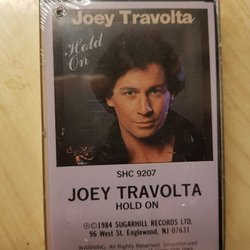 Joey Travolta
Hold
On
SHC 9207
JOEY TRAVOLTA
HOLD ON
℗©1984 SUGARHILL RECORDS LTD.
96 West St. Englewood, NJ 07631
WARNING: All Rights Reserved. Unauthorized